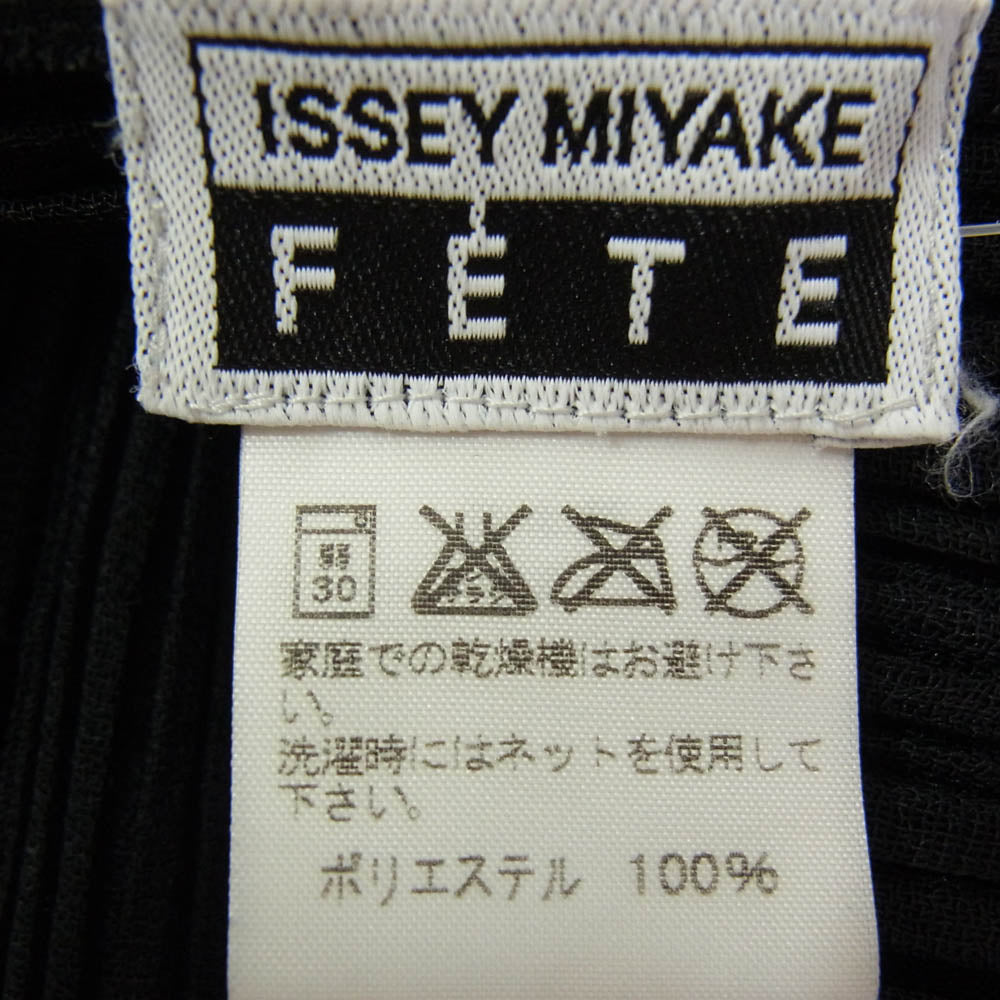 ISSEY MIYAKE
FÉTE
弱
30
家庭での乾燥機はお避け下さ
い。
洗濯時にはネットを使用して
下さい。
ポリエステル 100%